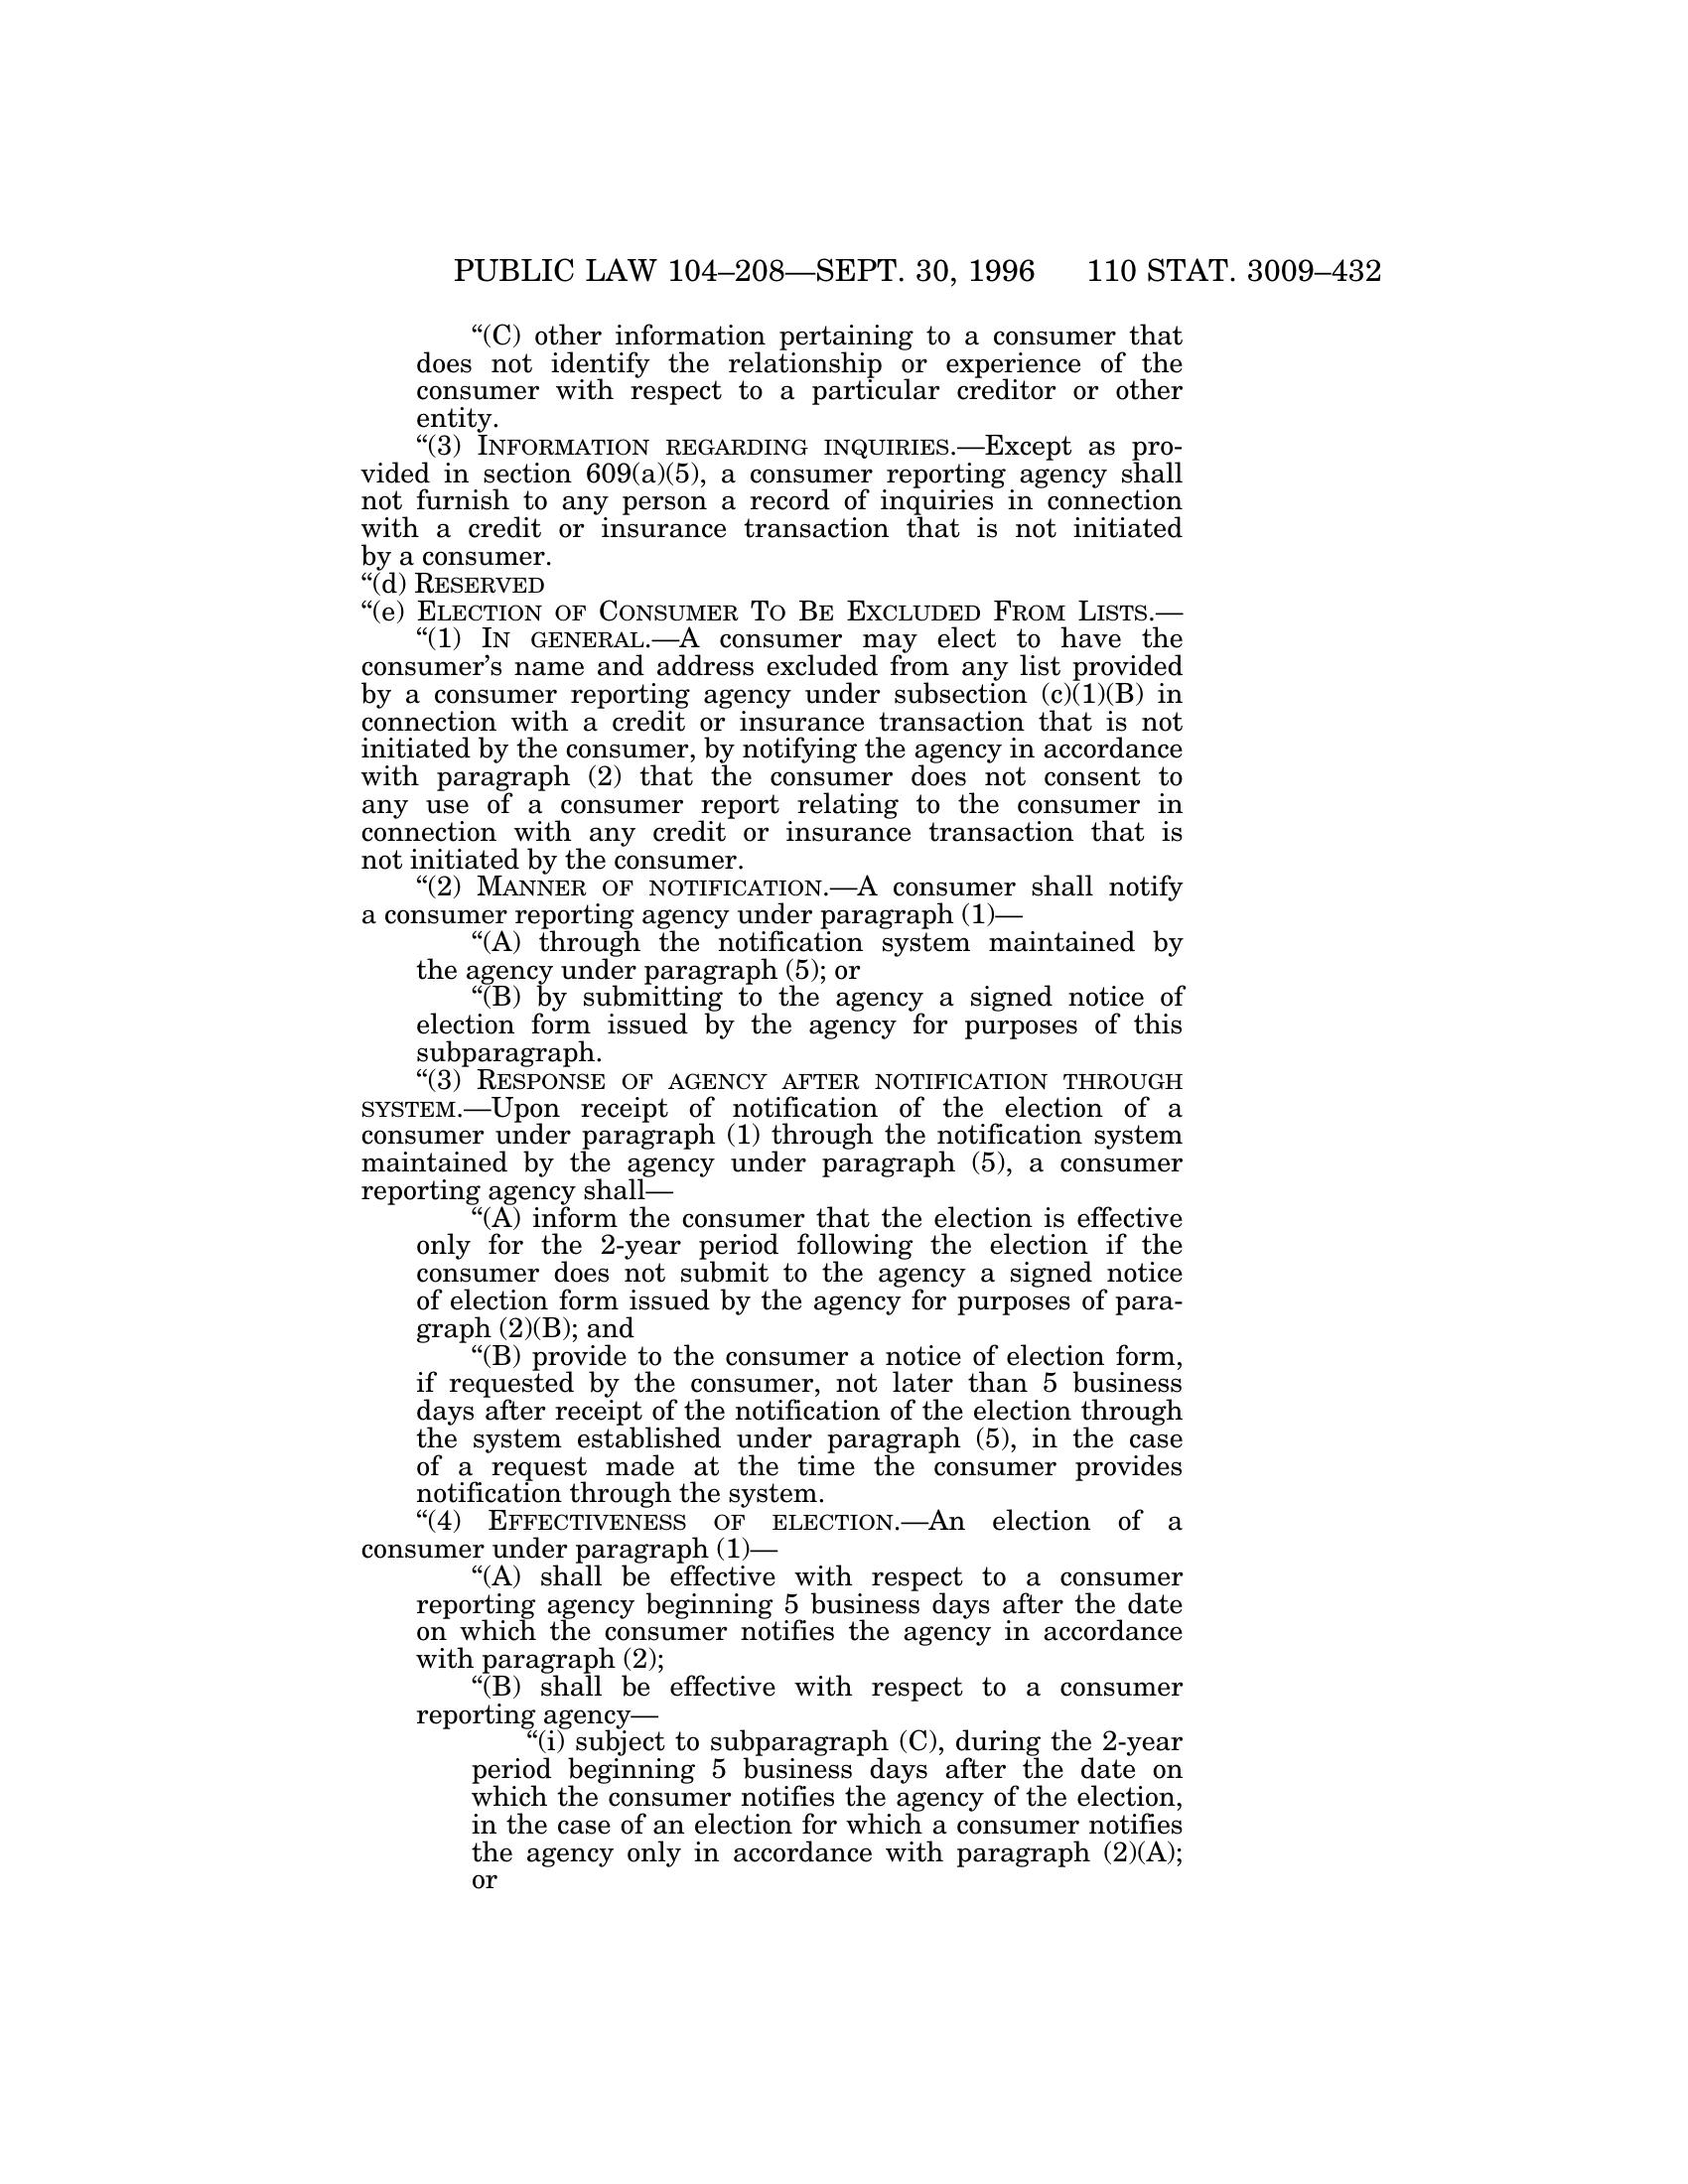 PUBLIC LAW 104–208—SEPT. 30, 1996 110 STAT. 3009–432
“(C) other information pertaining to a consumer that
does not identify the relationship or experience of the
consumer with respect to a particular creditor or other
entity.
“(3) INFORMATION REGARDING INQUIRIES.—Except as pro-
vided in section 609(a)(5), a consumer reporting agency shall
not furnish to any person a record of inquiries in connection
with a credit or insurance transaction that is not initiated
by a consumer.
“(d) RESERVED
“(e) ELECTION OF CONSUMER TO BE EXCLUDED FROM LISTS.—
“(1) IN GENERAL.—A consumer may elect to have the
consumer’s name and address excluded from any list provided
by a consumer reporting agency under subsection (c)(1)(B) in
connection with a credit or insurance transaction that is not
initiated by the consumer, by notifying the agency in accordance
with paragraph (2) that the consumer does not consent to
any use of a consumer report relating to the consumer in
connection with any credit or insurance transaction that is
not initiated by the consumer.
“(2) MANNER OF NOTIFICATION.—A consumer shall notify
a consumer reporting agency under paragraph (1)—
“(A) through the notification system maintained by
the agency under paragraph (5); or
“(B) by submitting to the agency a signed notice of
election form issued by the agency for purposes of this
subparagraph.
“(3) RESPONSE OF AGENCY AFTER NOTIFICATION THROUGH
SYSTEM.—Upon receipt of notification of the election of a
consumer under paragraph (1) through the notification system
maintained by the agency under paragraph (5), a consumer
reporting agency shall—
“(A) inform the consumer that the election is effective
only for the 2-year period following the election if the
consumer does not submit to the agency a signed notice
of election form issued by the agency for purposes of para-
graph (2)(B); and
“(B) provide to the consumer a notice of election form,
if requested by the consumer, not later than 5 business
days after receipt of the notification of the election through
the system established under paragraph (5), in the case
of a request made at the time the consumer provides
notification through the system.
“(4) EFFECTIVENESS OF ELECTION.—An election of a
consumer under paragraph (1)—
“(A) shall be effective with respect to a consumer
reporting agency beginning 5 business days after the date
on which the consumer notifies the agency in accordance
with paragraph (2);
“(B) shall be effective with respect to a consumer
reporting agency—
“(i) subject to subparagraph (C), during the 2-year
period beginning 5 business days after the date on
which the consumer notifies the agency of the election,
in the case of an election for which a consumer notifies
the agency only in accordance with paragraph (2)(A);
or